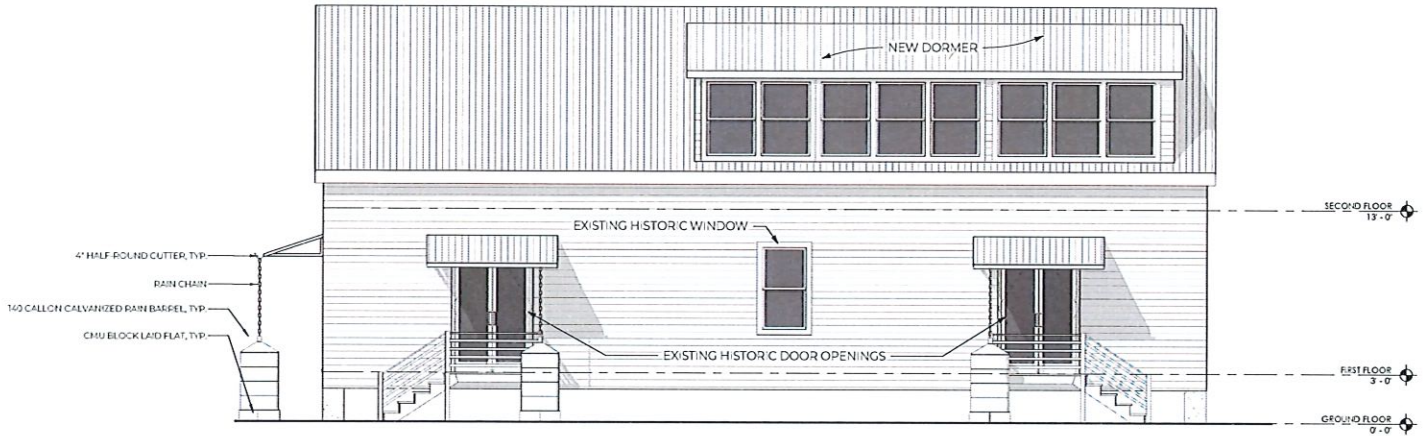 NEW DORMER
SECOND FLOOR
13' - 0"
EXISTING HISTORIC WINDOW
4" HALF-ROUND GUTTER, TYP.
RAIN CHAIN
140 GALLON GALVANIZED RAIN BARREL, TYP.
CMU BLOCK LAID FLAT, TYP.
EXISTING HISTORIC DOOR OPENINGS
FIRST FLOOR
3' - 0"
GROUND FLOOR
0' - 0"